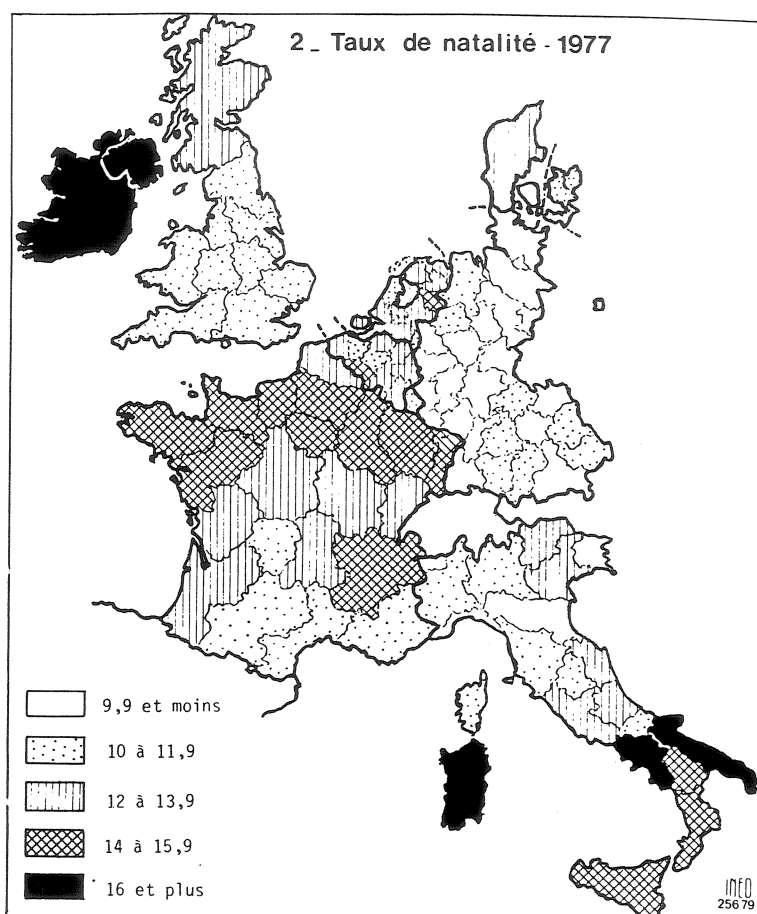 2_ Taux de natalité - 1977
9,9 et moins
10 à 11,9
12 à 13,9
14 à 15,9
16 et plus
INED
25679